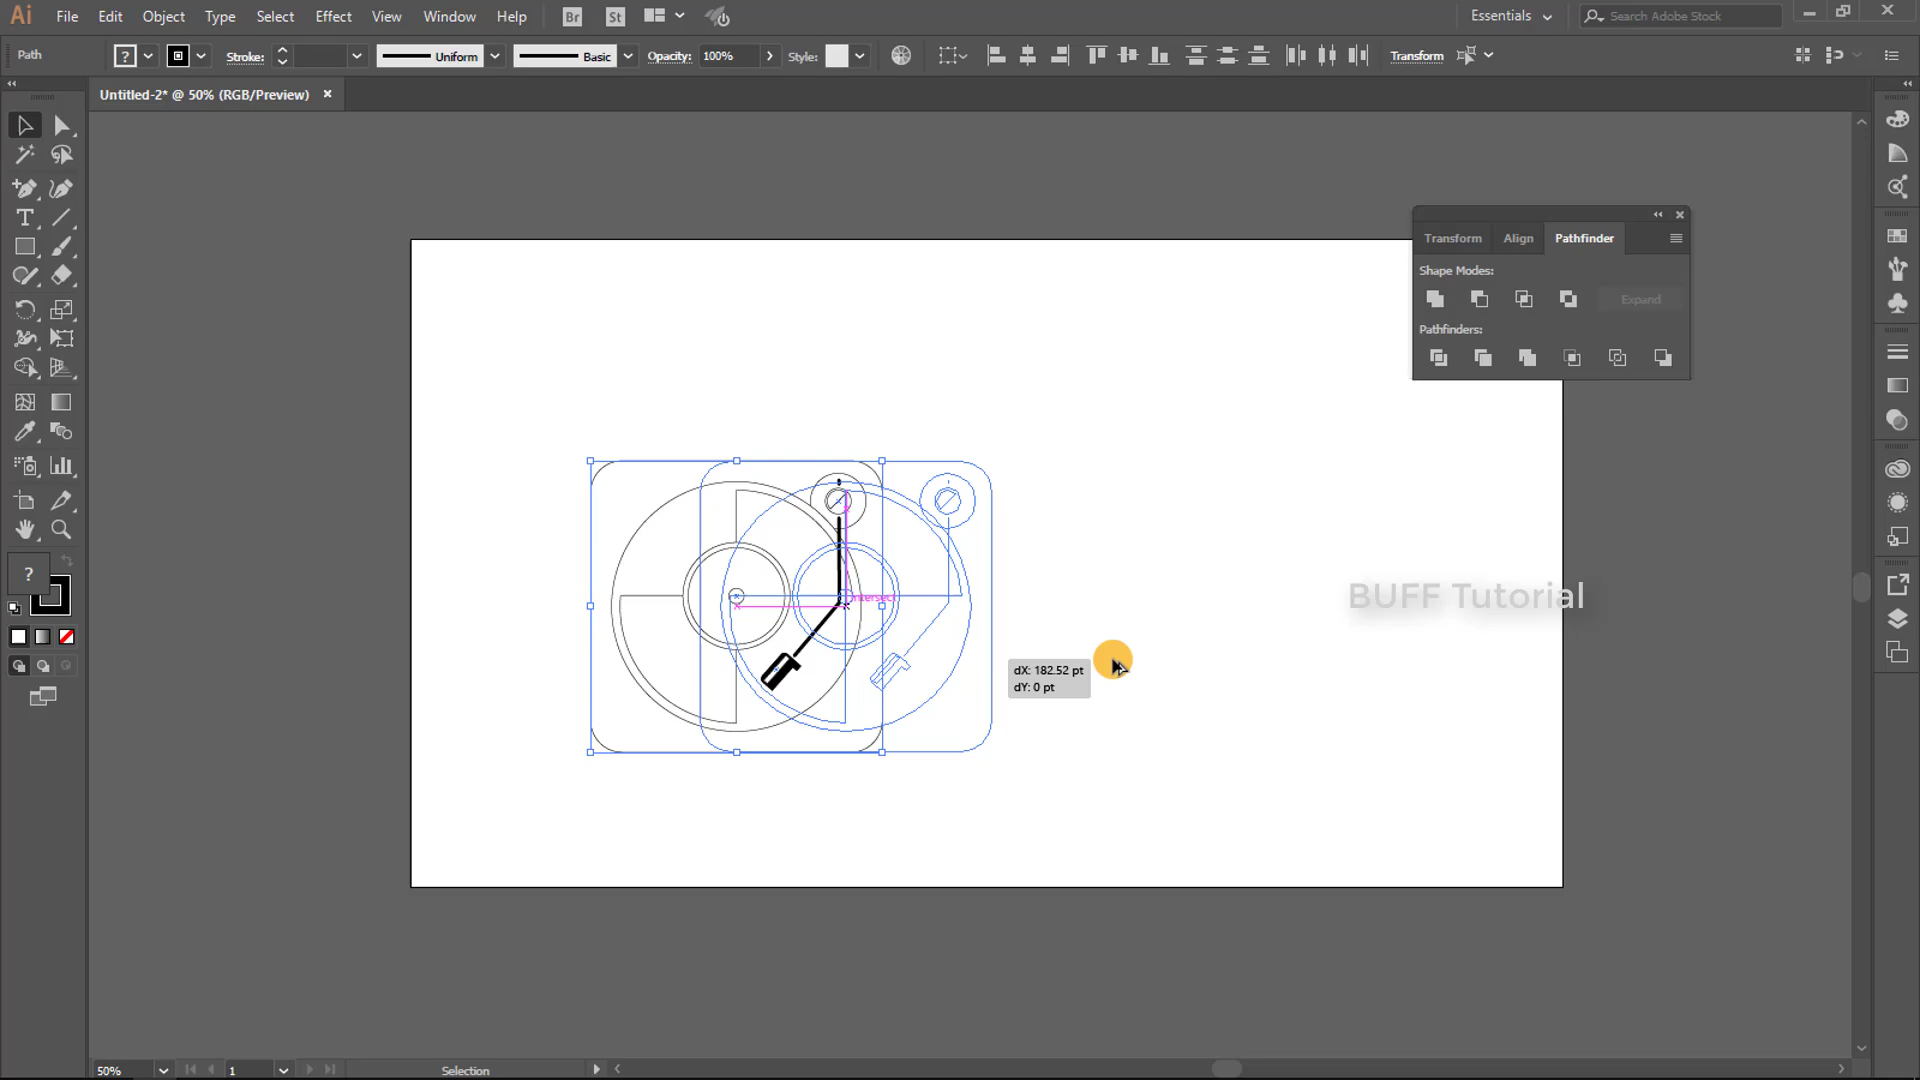 Ai File Edit Object Type Select Effect View Window Help Br St Essentials Search Adobe Stock
Path ? Stroke: Uniform Basic Opacity: 100% Style: Transform
Untitled-2* @ 50% (RGB/Preview)
Transform Align Pathfinder
Shape Modes:
Expand
Pathfinders:
intersect
BUFF Tutorial
dX: 182.52 pt
dY: 0 pt
?
50% 1 Selection